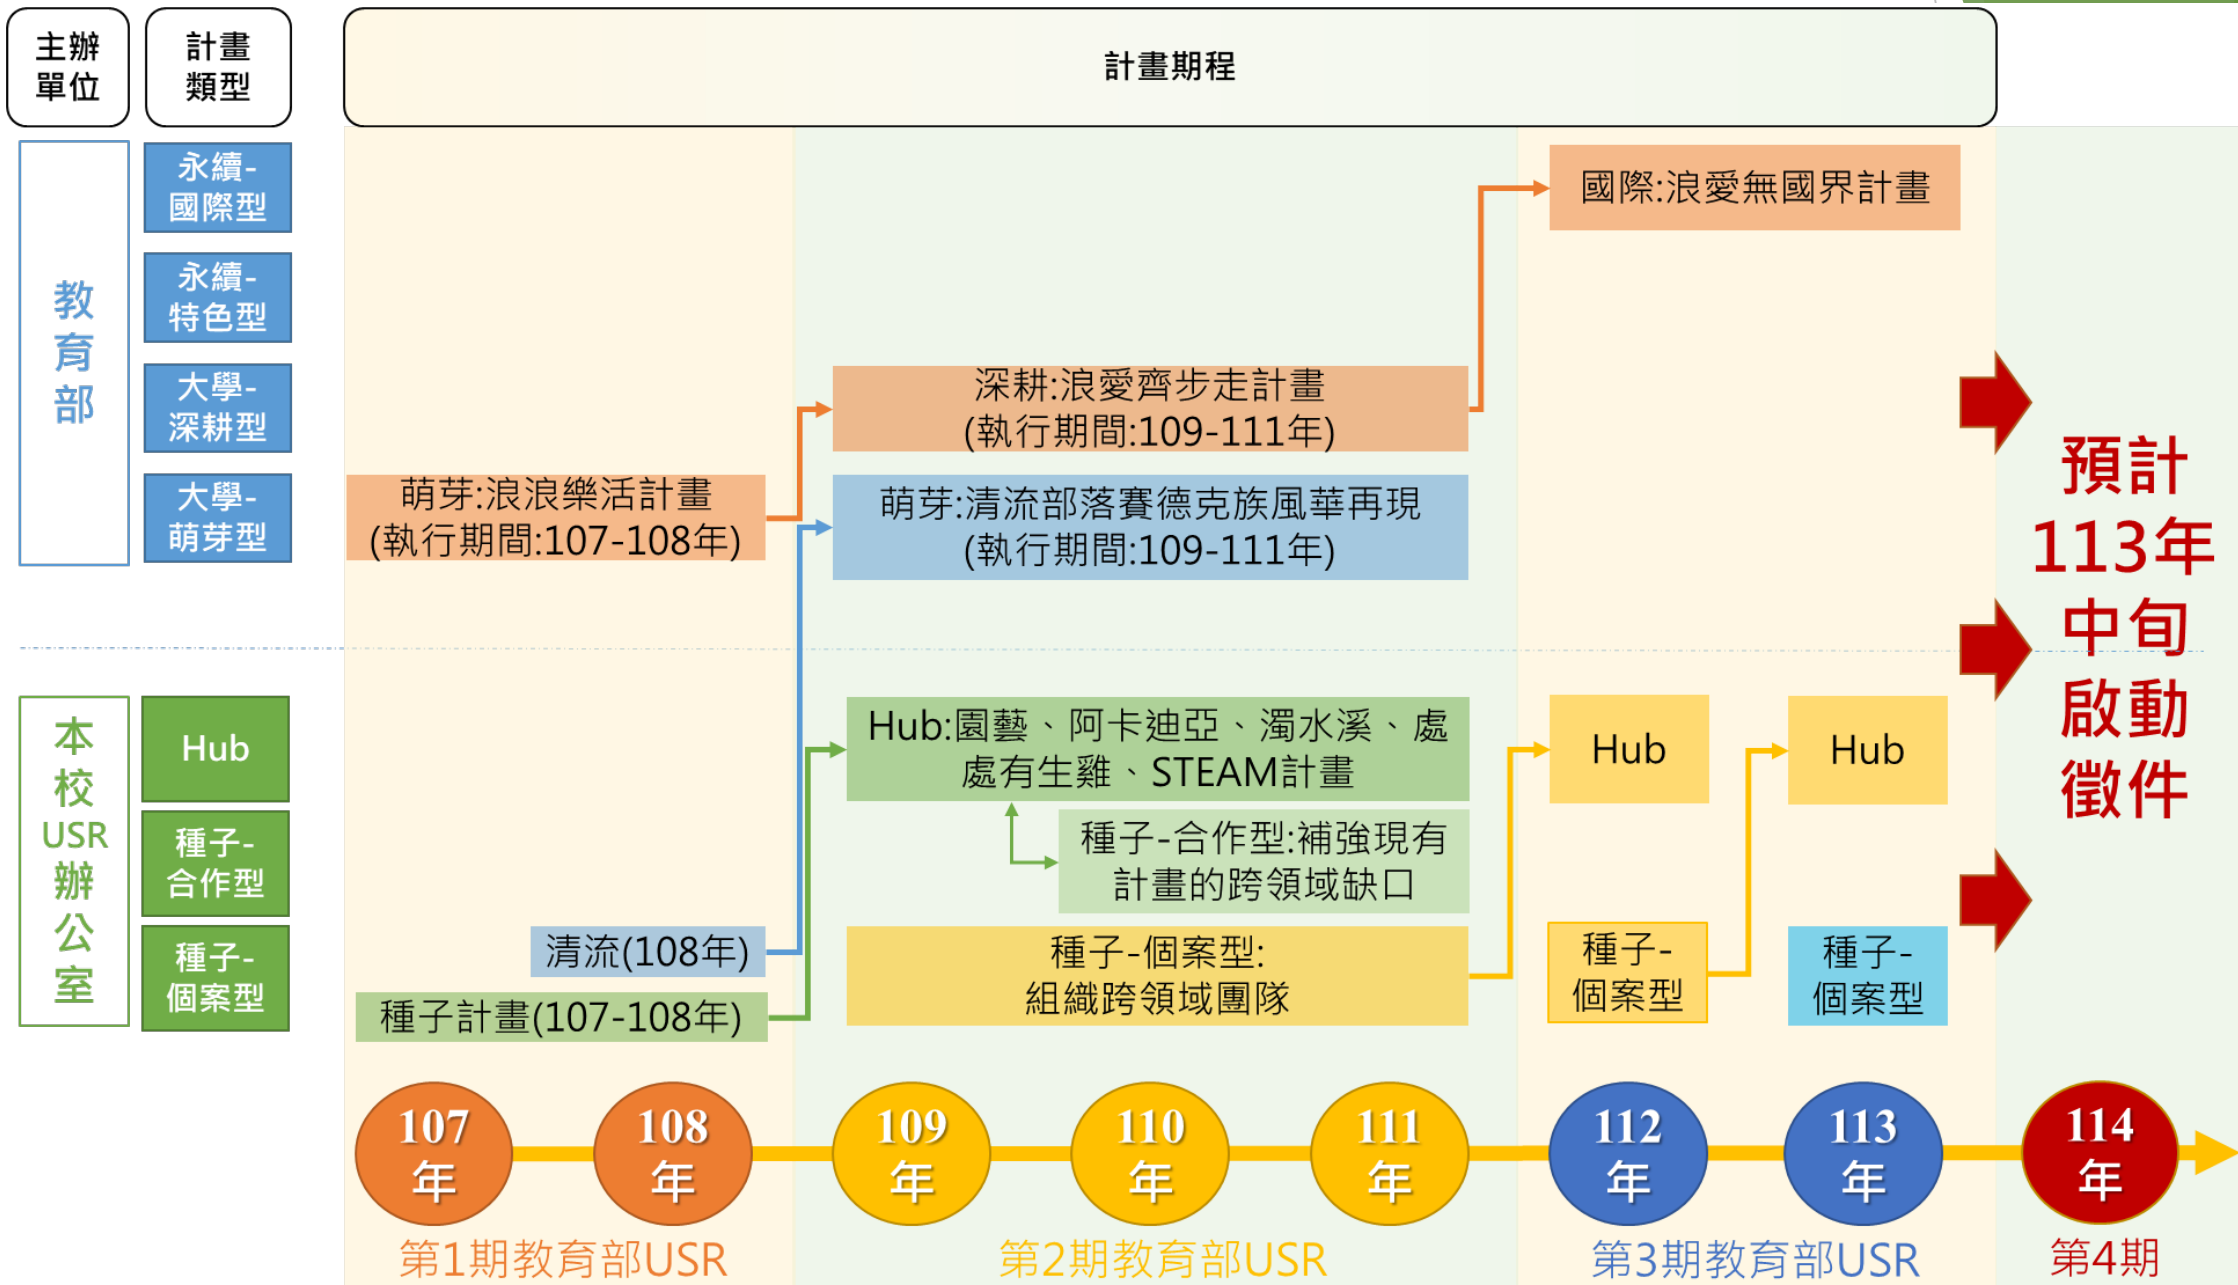 主辦
單位
計畫
類型
計畫期程
教
育
部
永續-
國際型
永續-
特色型
大學-
深耕型
大學-
萌芽型
國際:浪愛無國界計畫
深耕:浪愛齊步走計畫
(執行期間:109-111年)
萌芽:浪浪樂活計畫
(執行期間:107-108年)
萌芽:清流部落賽德克族風華再現
(執行期間:109-111年)
預計
113年
中旬
啟動
徵件
本
校
USR
辦
公
室
Hub
種子-
合作型
種子-
個案型
Hub:園藝、阿卡迪亞、濁水溪、處
處有生雞、STEAM計畫
種子-合作型:補強現有
計畫的跨領域缺口
Hub
Hub
清流(108年)
種子計畫(107-108年)
種子-個案型:
組織跨領域團隊
種子-
個案型
種子-
個案型
107
年
108
年
109
年
110
年
111
年
112
年
113
年
114
年
第1期教育部USR
第2期教育部USR
第3期教育部USR
第4期